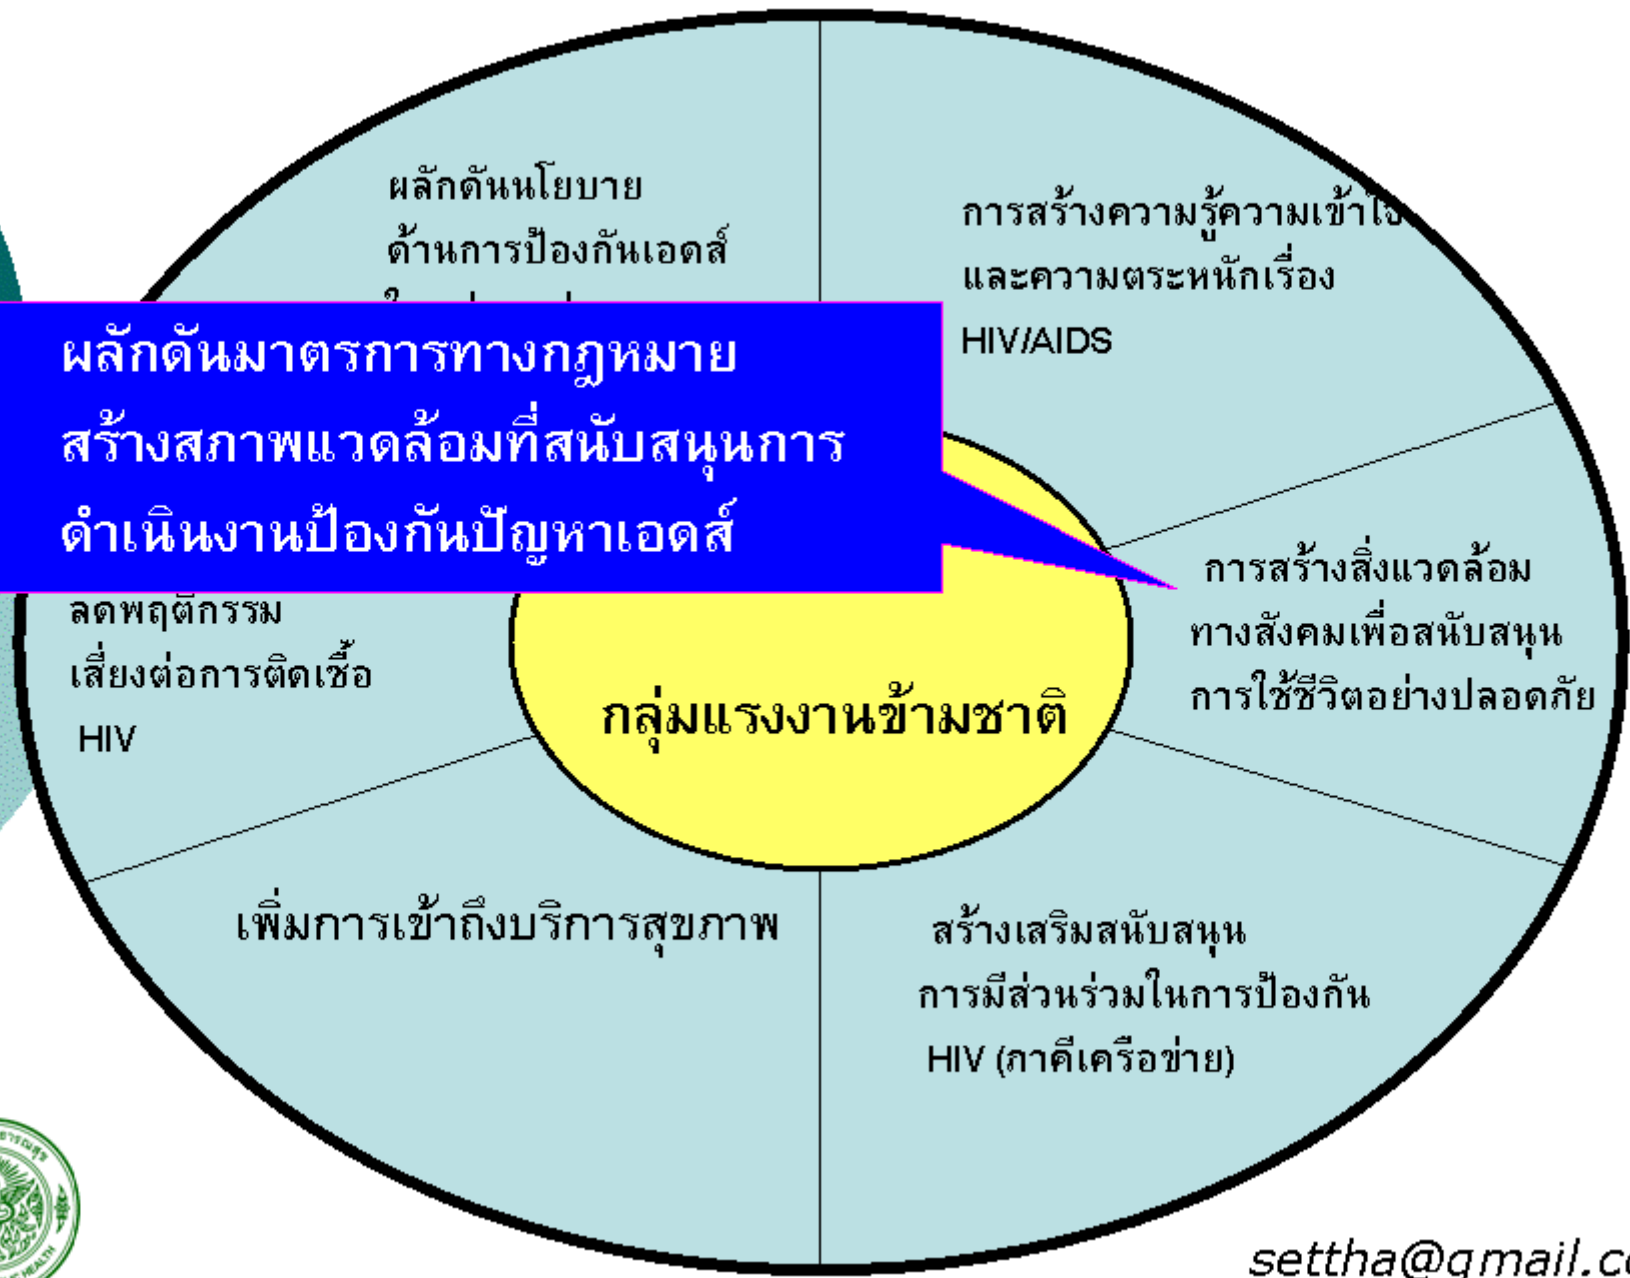 ผลักดันนโยบาย
ด้านการป้องกันเอดส์
การสร้างความรู้ความเข้าใจ
และความตระหนักเรื่อง
HIV/AIDS
ผลักดันมาตรการทางกฎหมาย
สร้างสภาพแวดล้อมที่สนับสนุนการ
ดำเนินงานป้องกันปัญหาเอดส์
การสร้างสิ่งแวดล้อม
ทางสังคมเพื่อสนับสนุน
การใช้ชีวิตอย่างปลอดภัย
ลดพฤติกรรม
เสี่ยงต่อการติดเชื้อ
HIV
กลุ่มแรงงานข้ามชาติ
เพิ่มการเข้าถึงบริการสุขภาพ
สร้างเสริมสนับสนุน
การมีส่วนร่วมในการป้องกัน
HIV (ภาคีเครือข่าย)
settha@gmail.co